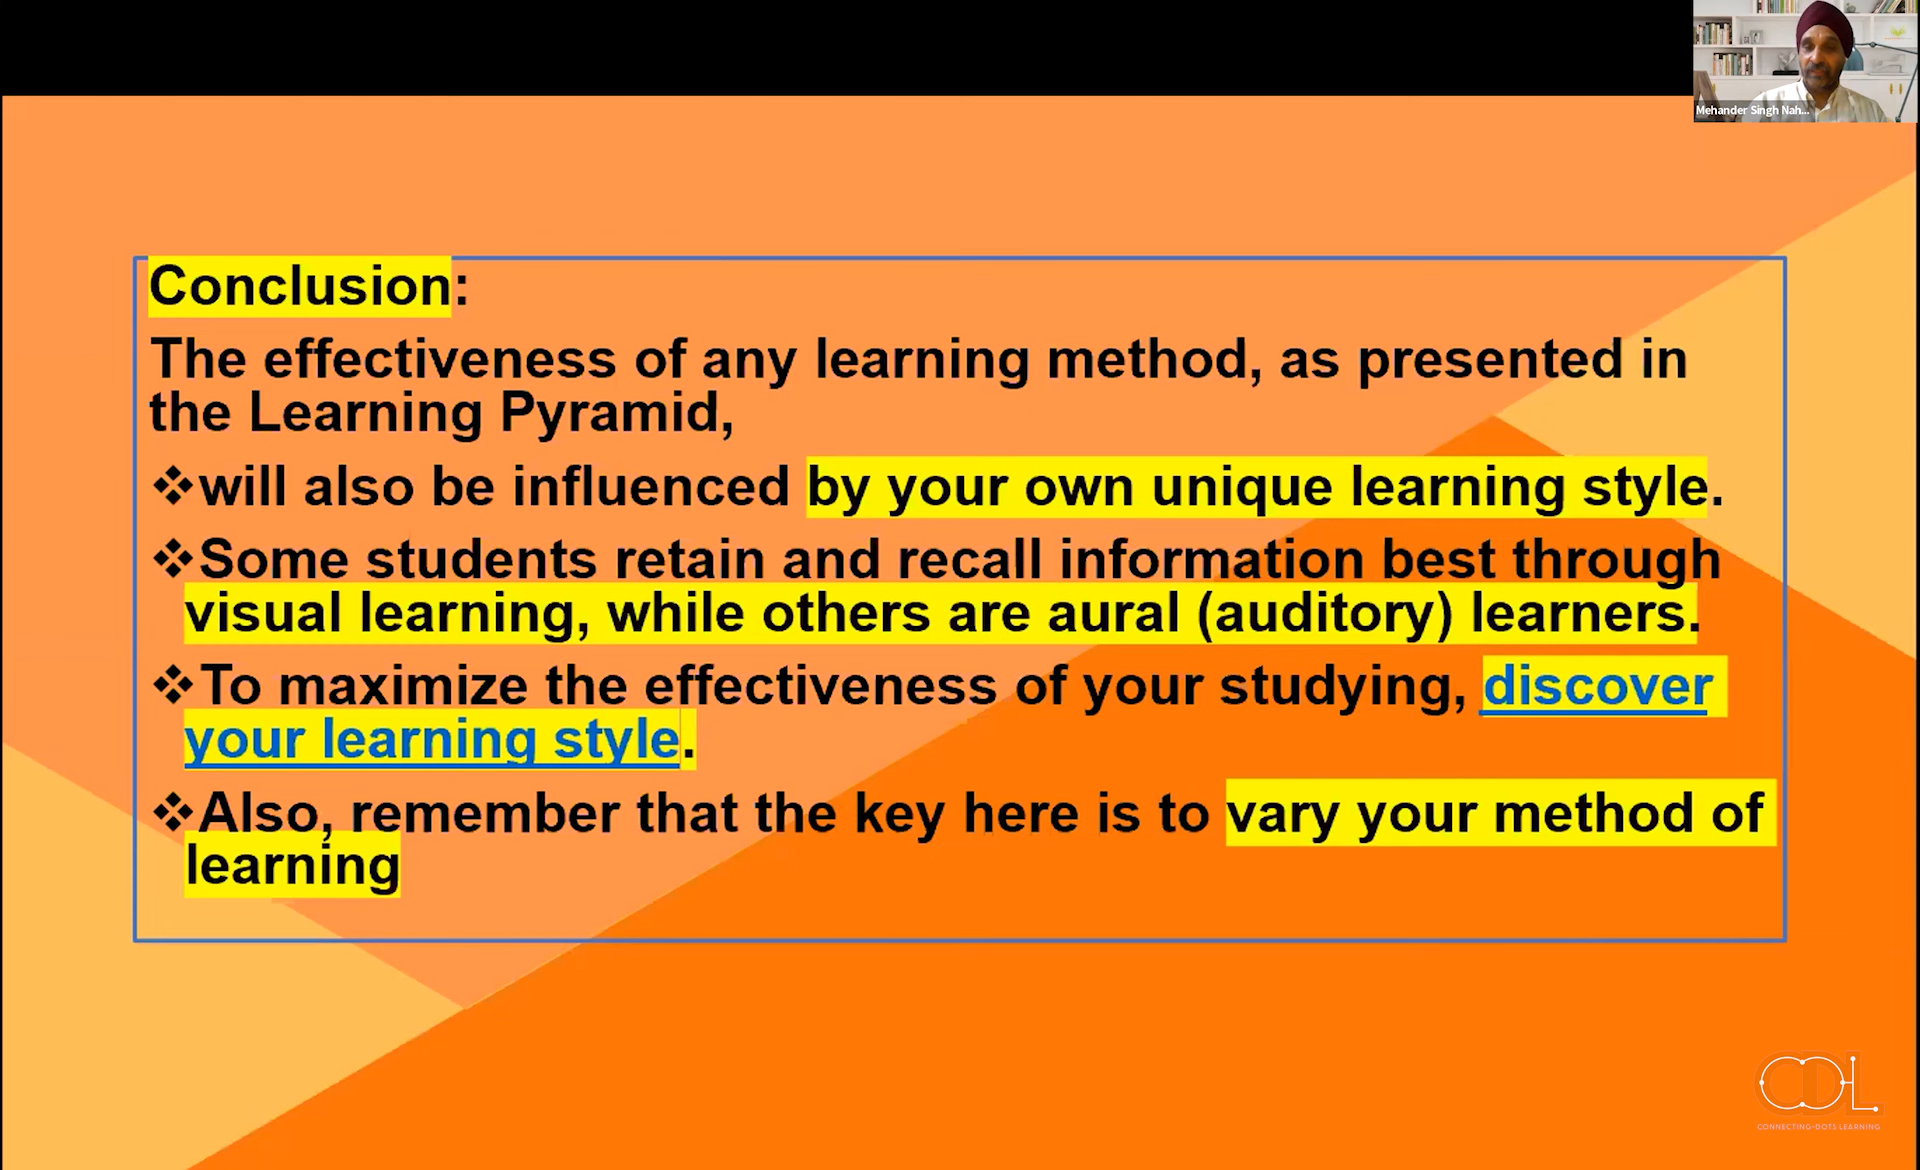 Mehander Singh Nah...
Conclusion:
The effectiveness of any learning method, as presented in
the Learning Pyramid,
❖will also be influenced by your own unique learning style.
❖Some students retain and recall information best through
visual learning, while others are aural (auditory) learners.
❖To maximize the effectiveness of your studying, discover
your learning style.
❖Also, remember that the key here is to vary your method of
learning
CDL
CONNECTING-DOTS LEARNING